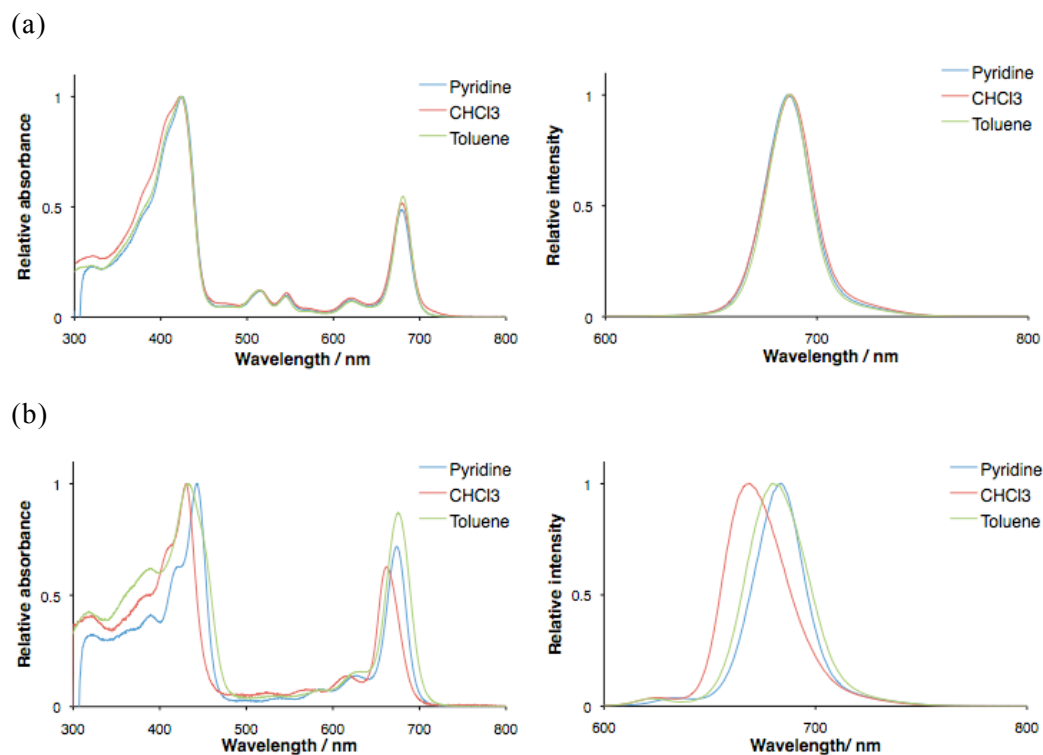 (a)
Relative absorbance
1
0.5
0
300 400 500 600 700 800
Wavelength / nm
Pyridine
CHCl3
Toluene
Relative intensity
1
0.5
0
600 700 800
Wavelength / nm
Pyridine
CHCl3
Toluene
(b)
Relative absorbance
1
0.5
0
300 400 500 600 700 800
Wavelength / nm
Pyridine
CHCl3
Toluene
Relative intensity
1
0.5
0
600 700 800
Wavelength/ nm
Pyridine
CHCl3
Toluene